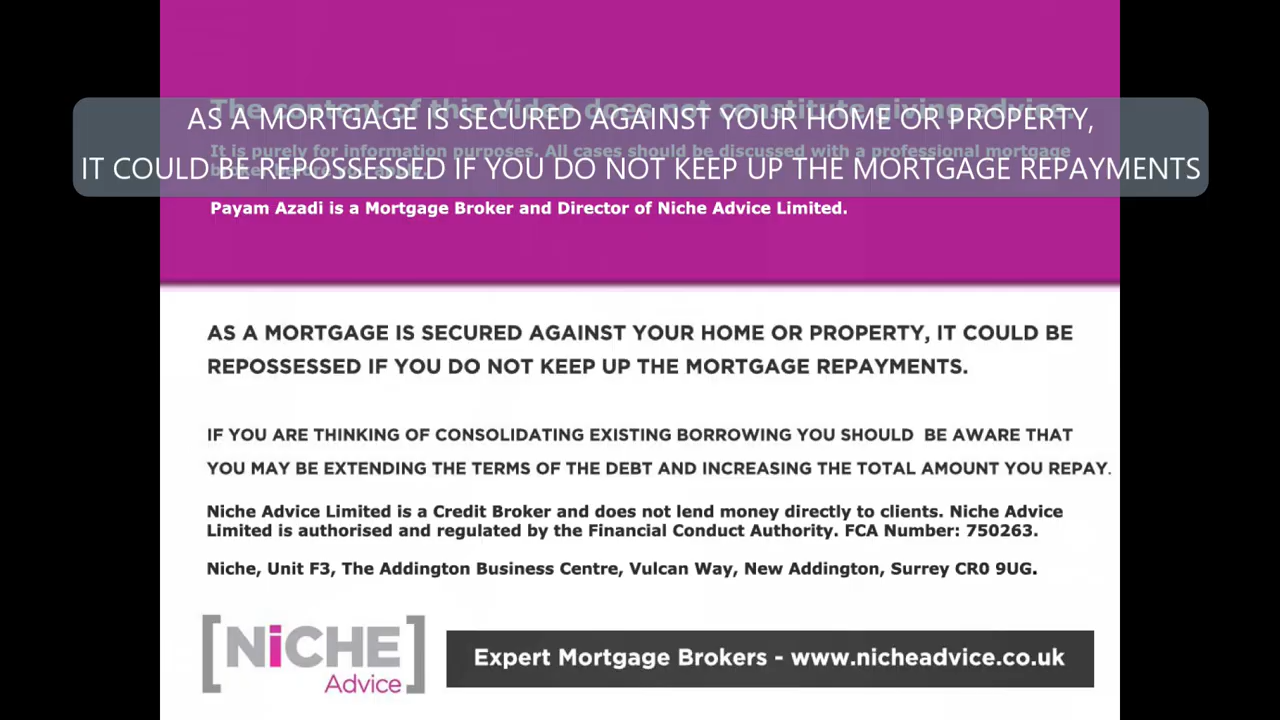 The content of this Video does not constitute giving advice.
AS A MORTGAGE IS SECURED AGAINST YOUR HOME OR PROPERTY,
It is purely for information purposes. All cases should be discussed with a professional mortgage
IT COULD BE REPOSSESSED IF YOU DO NOT KEEP UP THE MORTGAGE REPAYMENTS
Payam Azadi is a Mortgage Broker and Director of Niche Advice Limited.
AS A MORTGAGE IS SECURED AGAINST YOUR HOME OR PROPERTY, IT COULD BE
REPOSSESSED IF YOU DO NOT KEEP UP THE MORTGAGE REPAYMENTS.
IF YOU ARE THINKING OF CONSOLIDATING EXISTING BORROWING YOU SHOULD BE AWARE THAT
YOU MAY BE EXTENDING THE TERMS OF THE DEBT AND INCREASING THE TOTAL AMOUNT YOU REPAY.
Niche Advice Limited is a Credit Broker and does not lend money directly to clients. Niche Advice
Limited is authorised and regulated by the Financial Conduct Authority. FCA Number: 750263.
Niche, Unit F3, The Addington Business Centre, Vulcan Way, New Addington, Surrey CR0 9UG.
[NiCHE]
Advice
Expert Mortgage Brokers - www.nicheadvice.co.uk